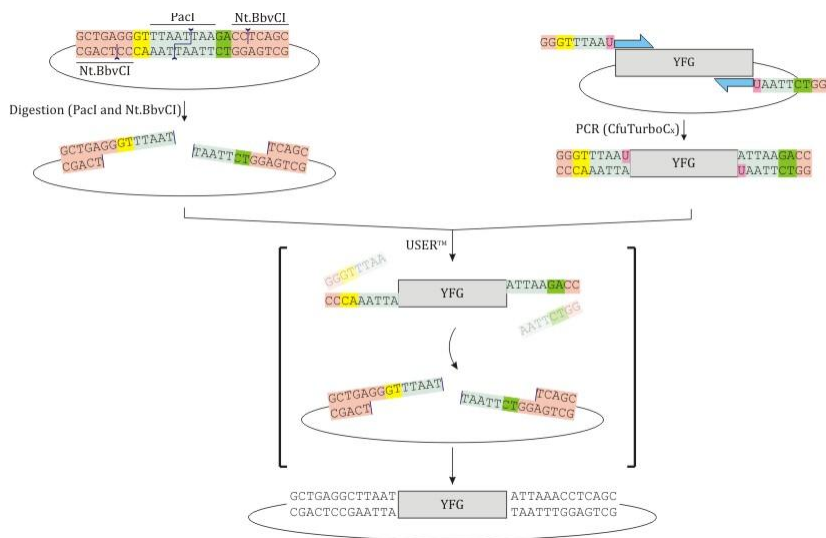 PacI
Nt.BbvCI
GCTGAGGGTTTAATTAAGACCTCAGC
CGACTCCCAAATTAATTCTGGAGTCG
Nt.BbvCI
GGGTTTAAU
YFG
UAATTCTGG
Digestion (PacI and Nt.BbvCI)
PCR (CfuTurboCx)
GCTGAGGGTTTAAT
CGACT
TCAGC
TAATTCTGGAGTCG
GGGTTTAAU
CCCAAATTA
YFG
ATTAAGACC
UAATTCTGG
USER™
GGGTTTAA
CCCAAATTA
YFG
ATTAAGACC
AATTCTGG
GCTGAGGGTTTAAT
CGACT
TCAGC
TAATTCTGGAGTCG
GCTGAGGCTTAAT
CGACTCCGAATTA
YFG
ATTAAACCTCAGC
TAATTTGGAGTCG